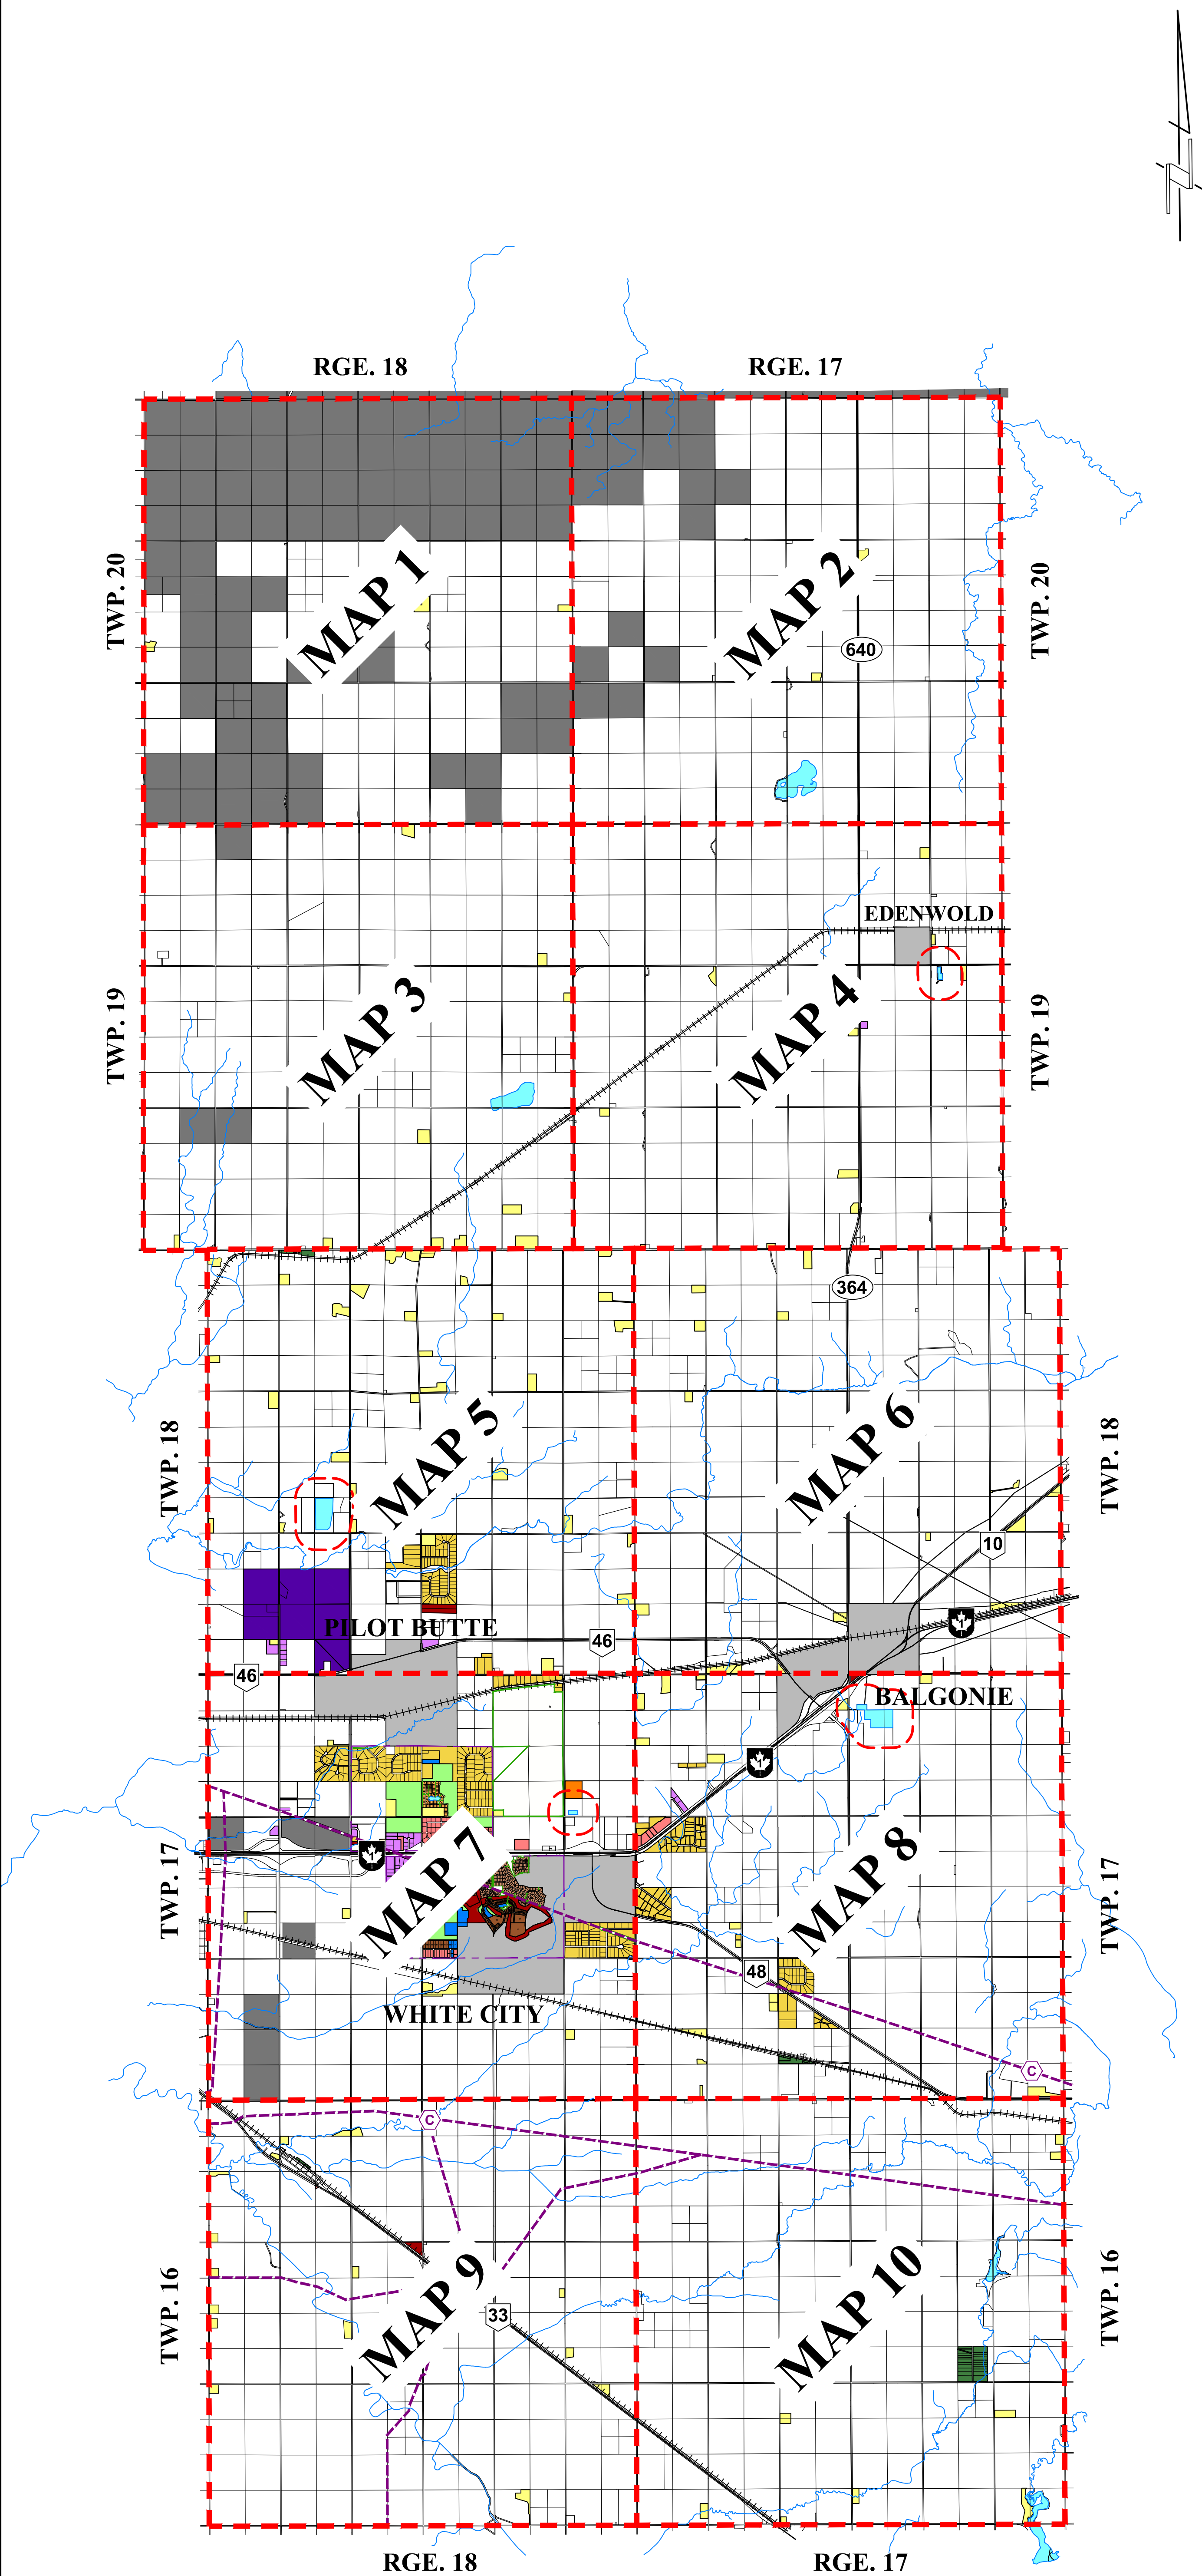 RGE. 18
RGE. 17
TWP. 20
MAP 1
MAP 2
TWP. 20
640
EDENWOLD
TWP. 19
MAP 3
MAP 4
TWP. 19
364
TWP. 18
MAP 5
MAP 6
TWP. 18
10
PILOT BUTTE
46
1
46
BALGONIE
1
TWP. 17
1
MAP 7
MAP 8
TWP. 17
48
WHITE CITY
C
C
TWP. 16
MAP 9
33
MAP 10
TWP. 16
RGE. 18
RGE. 17